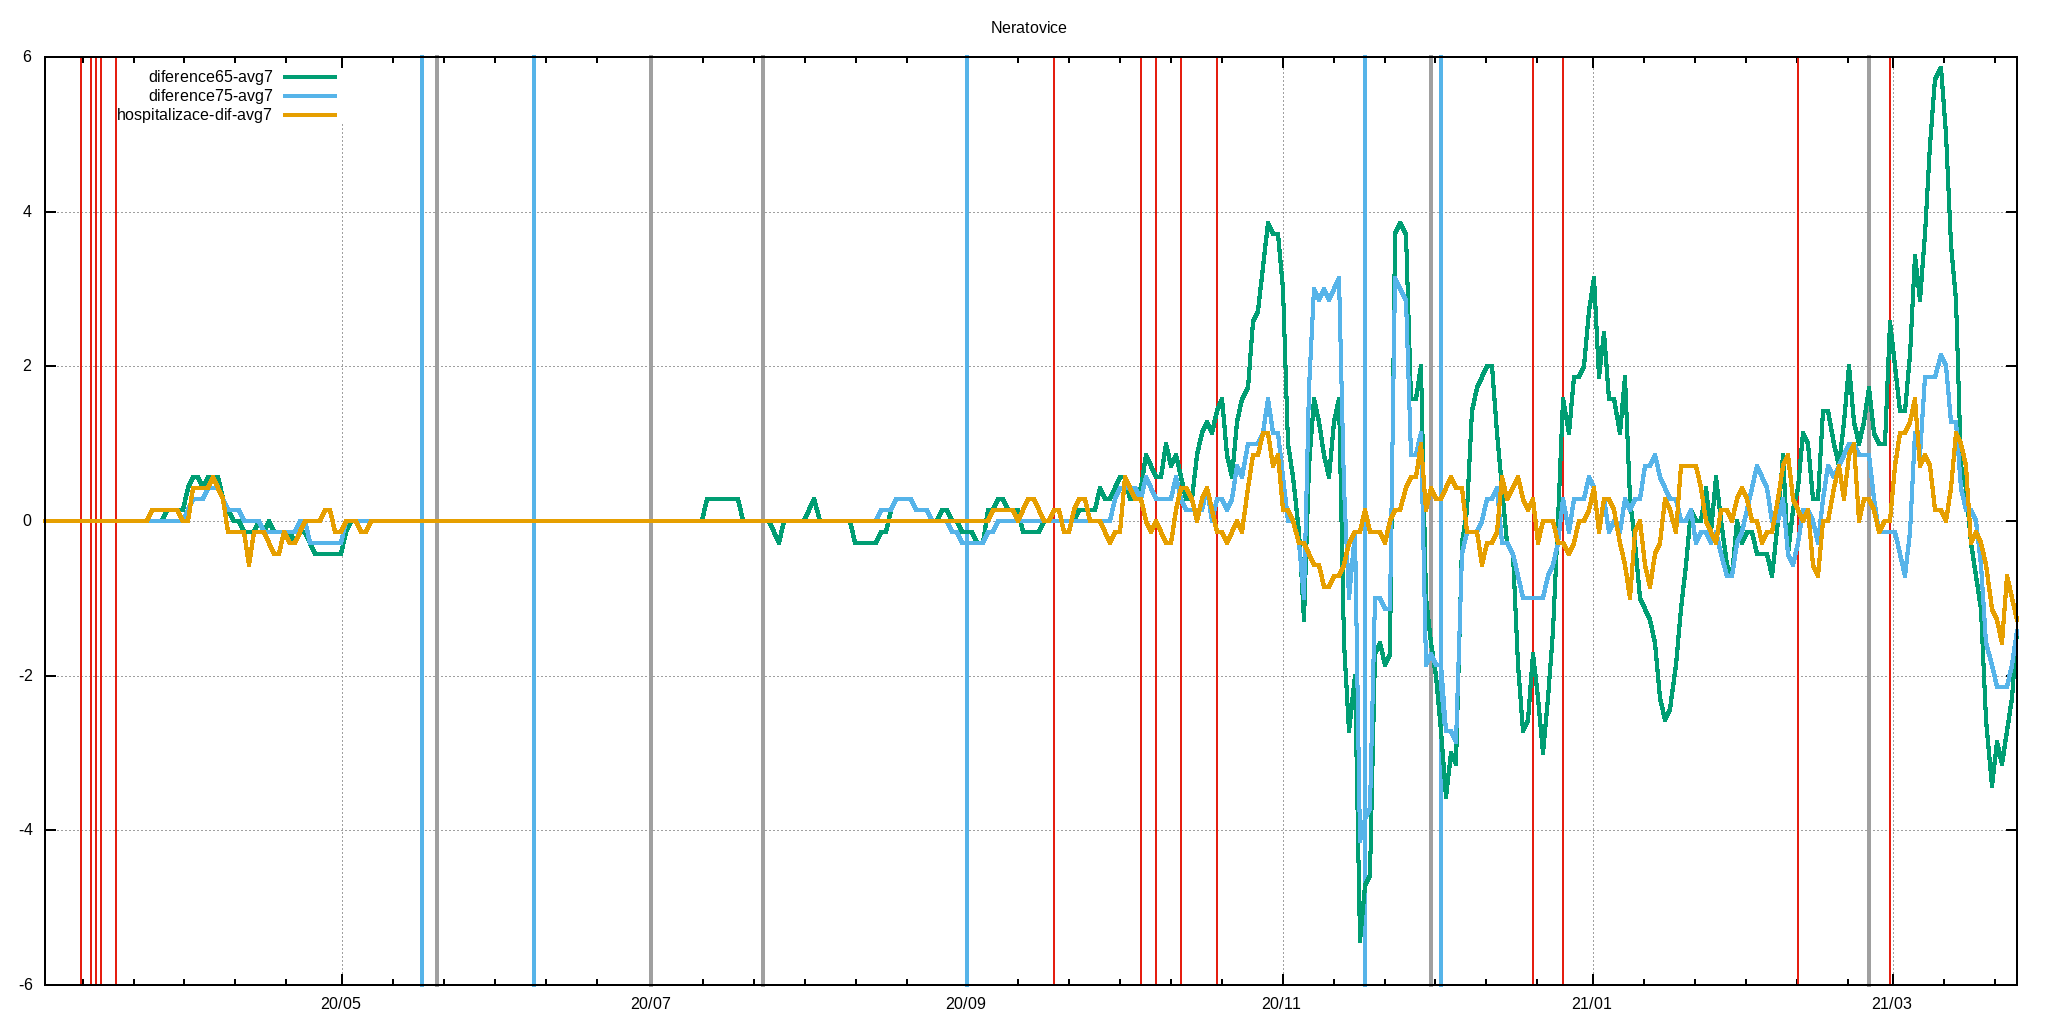 Neratovice
6
diference65-avg7
diference75-avg7
hospitalizace-dif-avg7
4
2
0
-2
-4
-6
20/05 20/07 20/09 20/11 21/01 21/03